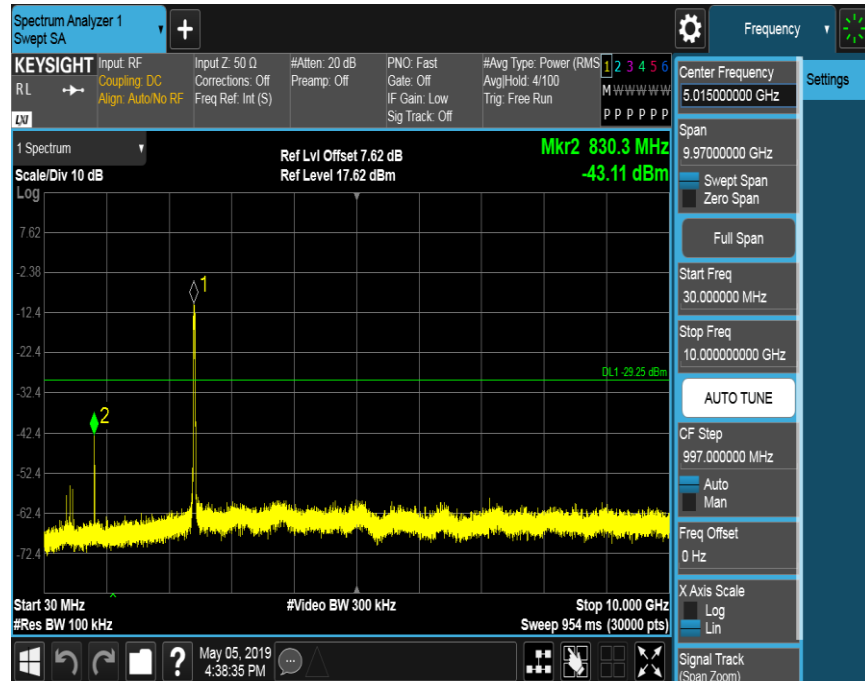 Spectrum Analyzer 1
Swept SA
+
Frequency
KEYSIGHT
RL
LXI
Input: RF
Coupling: DC
Align: Auto/No RF
Input Z: 50 Ω
Corrections: Off
Freq Ref: Int (S)
#Atten: 20 dB
Preamp: Off
PNO: Fast
Gate: Off
IF Gain: Low
Sig Track: Off
#Avg Type: Power (RMS
Avg|Hold: 4/100
Trig: Free Run
1 2 3 4 5 6
M W W W W W
P P P P P P
Center Frequency
5.015000000 GHz
Settings
Span
9.97000000 GHz
Swept Span
Zero Span
Full Span
Start Freq
30.000000 MHz
Stop Freq
10.000000000 GHz
AUTO TUNE
CF Step
997.000000 MHz
Auto
Man
Freq Offset
0 Hz
X Axis Scale
Log
Lin
Signal Track
(Span Zoom)
1 Spectrum
Scale/Div 10 dB
Log
Ref Lvl Offset 7.62 dB
Ref Level 17.62 dBm
Mkr2 830.3 MHz
-43.11 dBm
7.62
-2.38
-12.4
-22.4
-32.4
-42.4
-52.4
-62.4
-72.4
1
2
DL1 -29.25 dBm
Start 30 MHz
#Res BW 100 kHz
#Video BW 300 kHz
Stop 10.000 GHz
Sweep 954 ms (30000 pts)
?
May 05, 2019
4:38:35 PM